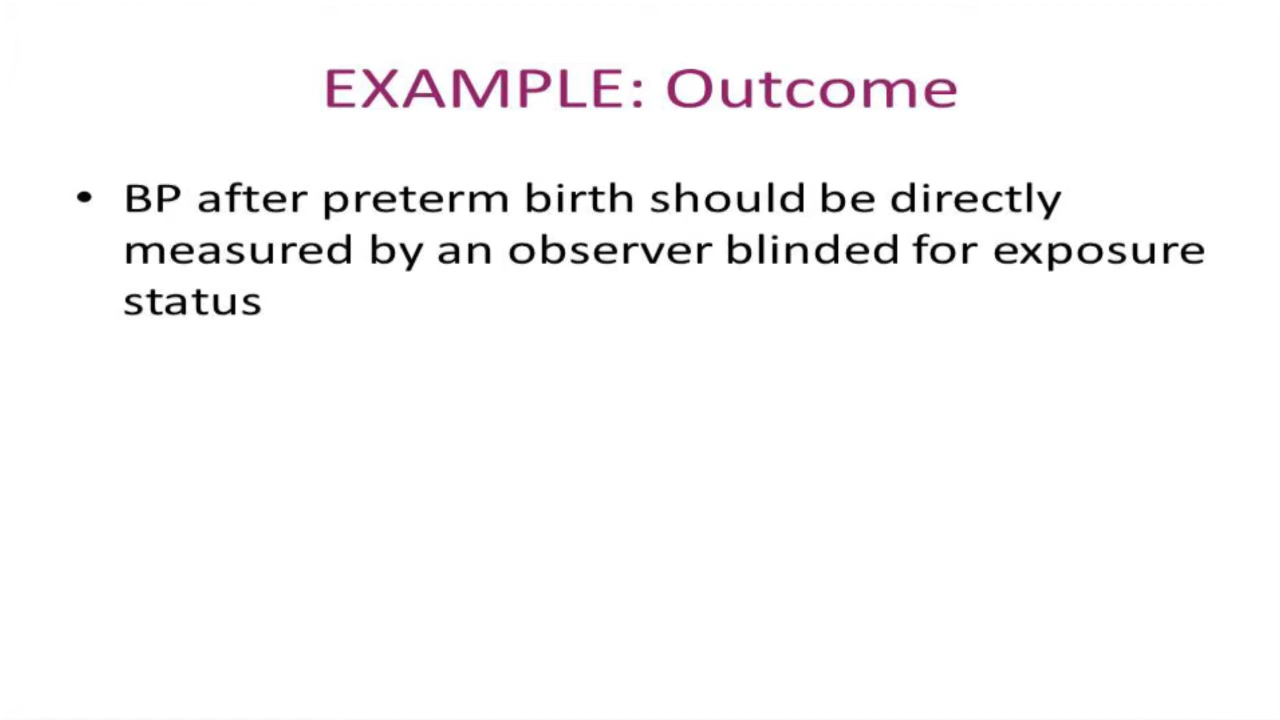 EXAMPLE: Outcome
• BP after preterm birth should be directly
measured by an observer blinded for exposure
status